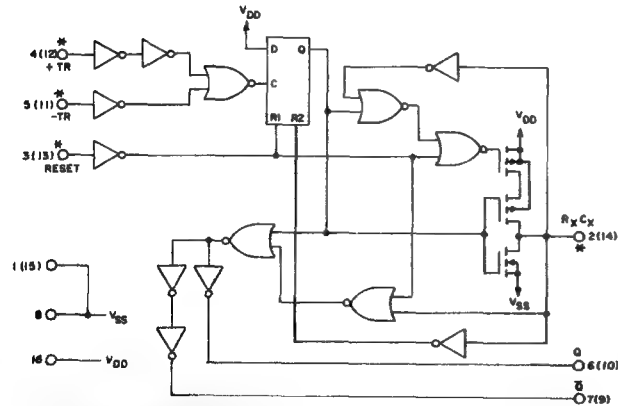 VDD
* 4(12) + TR
D Q
C
R1 R2
* 5(11) -TR
* 3(13) RESET
VDD
RXCX
2(14) *
VSS
1(15)
8 VSS
16 VDD
Q
6(10)
Q̅
7(9)